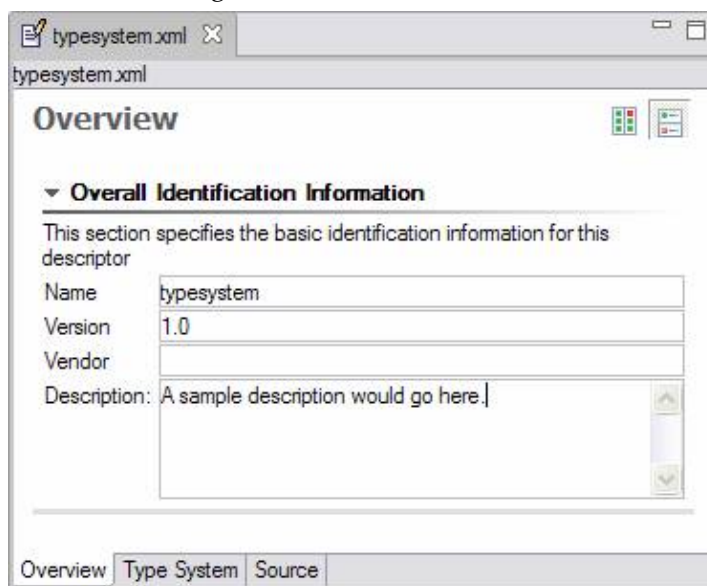 typesystem.xml
typesystem.xml
Overview
Overall Identification Information
This section specifies the basic identification information for this
descriptor
Name typesystem
Version 1.0
Vendor
Description: A sample description would go here.
Overview Type System Source